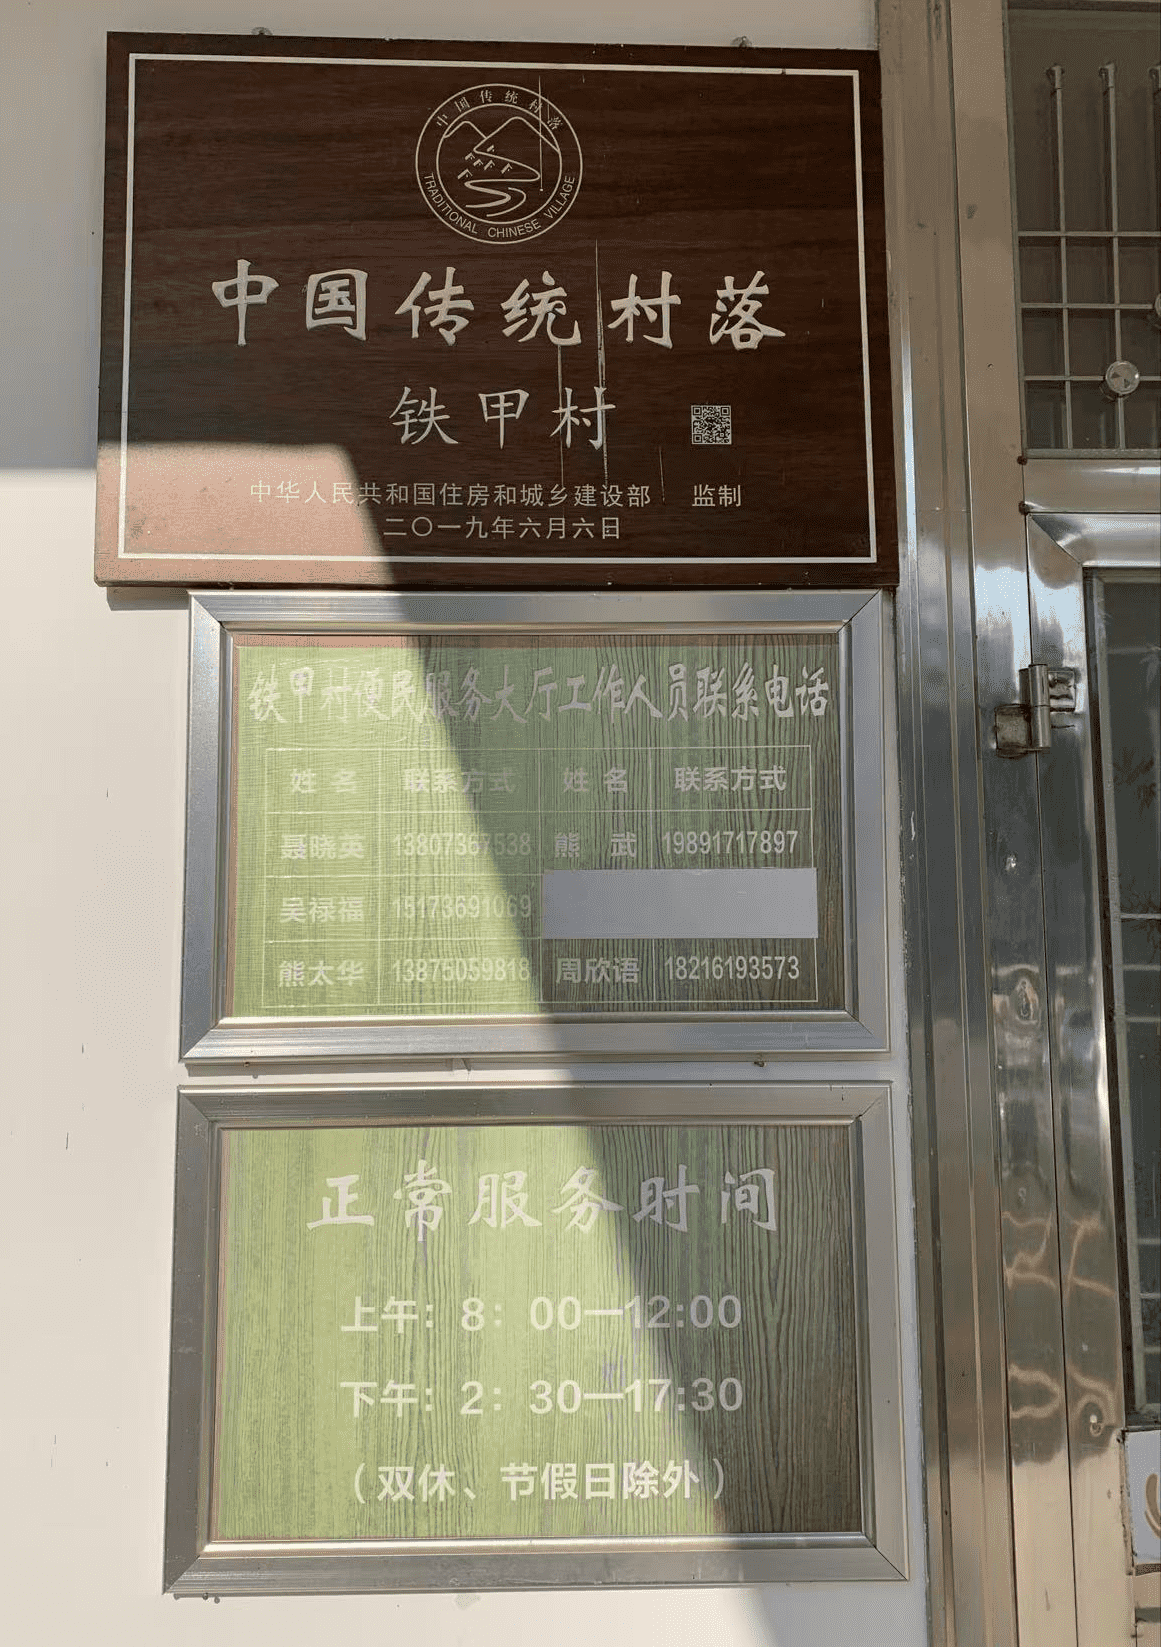 中国传统村落
TRADITIONAL CHINESE VILLAGE
中国传统村落
铁甲村
中华人民共和国住房和城乡建设部 监制
二〇一九年六月六日
铁甲村便民服务大厅工作人员联系电话
姓 名 联系方式 姓 名 联系方式
聂晓英 13807367538 熊 武 19891717897
吴禄福 15173691069
熊太华 13875059818 周欣语 18216193573
正常服务时间
上午：8：00—12:00
下午：2：30—17:30
（双休、节假日除外）